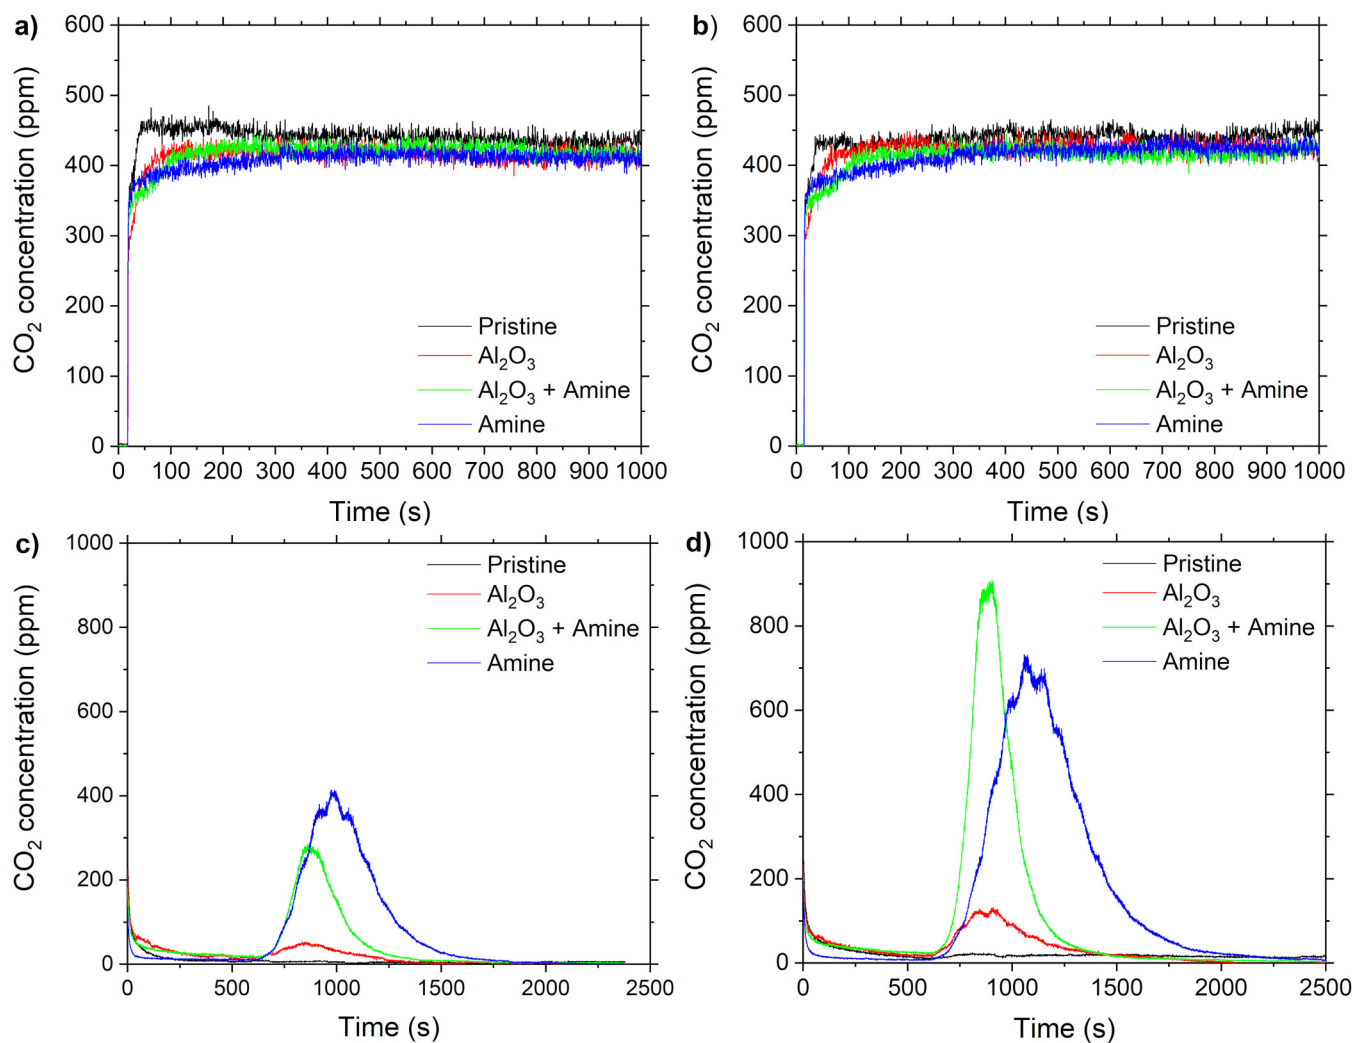 a)
600
500
400
300
200
100
0
CO₂ concentration (ppm)
Pristine
Al₂O₃
Al₂O₃ + Amine
Amine
0 100 200 300 400 500 600 700 800 900 1000
Time (s)
b)
600
500
400
300
200
100
0
CO₂ concentration (ppm)
Pristine
Al₂O₃
Al₂O₃ + Amine
Amine
0 100 200 300 400 500 600 700 800 900 1000
Time (s)
c)
1000
800
600
400
200
0
CO₂ concentration (ppm)
Pristine
Al₂O₃
Al₂O₃ + Amine
Amine
0 500 1000 1500 2000 2500
Time (s)
d)
1000
800
600
400
200
0
CO₂ concentration (ppm)
Pristine
Al₂O₃
Al₂O₃ + Amine
Amine
0 500 1000 1500 2000 2500
Time (s)